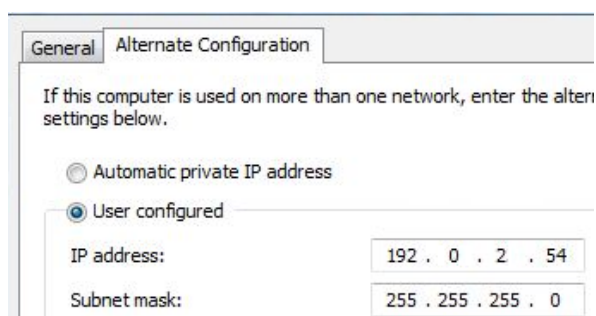 General Alternate Configuration
If this computer is used on more than one network, enter the alter
settings below.
Automatic private IP address
User configured
IP address: 192 . 0 . 2 . 54
Subnet mask: 255 . 255 . 255 . 0